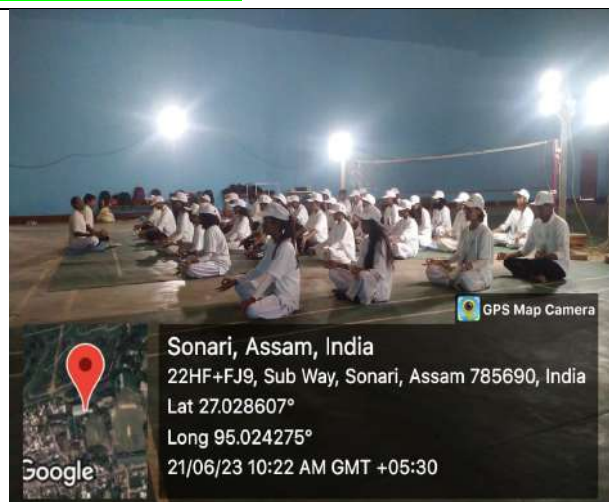 GPS Map Camera
Sonari, Assam, India
22HF+FJ9, Sub Way, Sonari, Assam 785690, India
Lat 27.028607°
Long 95.024275°
21/06/23 10:22 AM GMT +05:30
Google